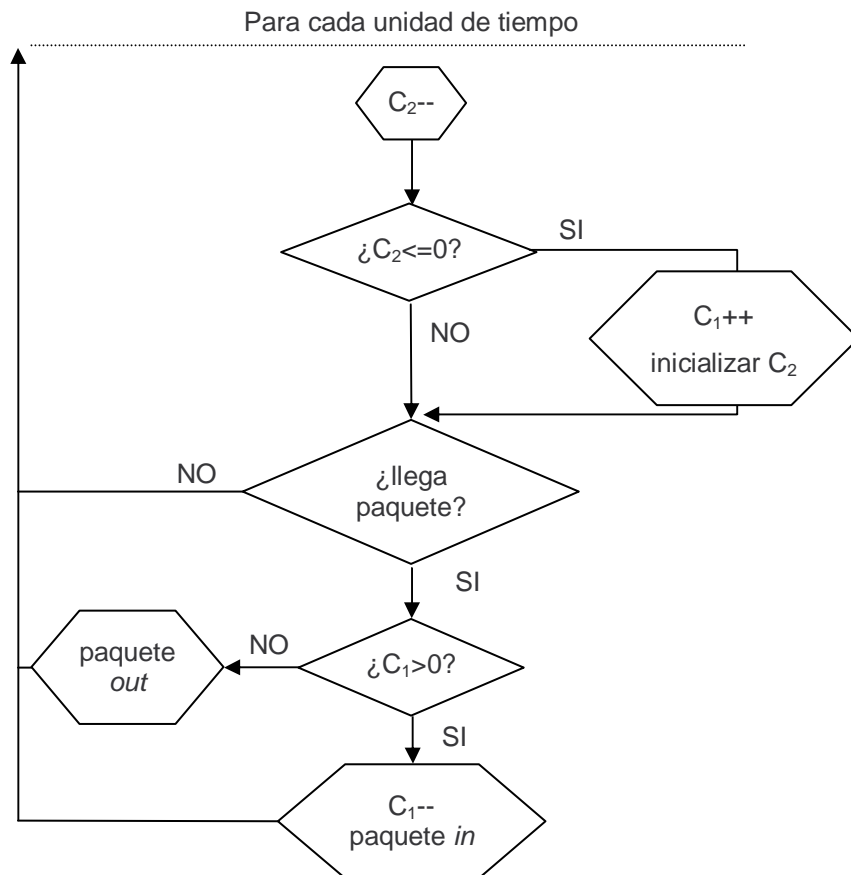 Para cada unidad de tiempo
C₂--
¿C₂<=0?
SI
C₁++
inicializar C₂
NO
NO
¿llega
paquete?
SI
NO
paquete
out
¿C₁>0?
SI
C₁--
paquete in